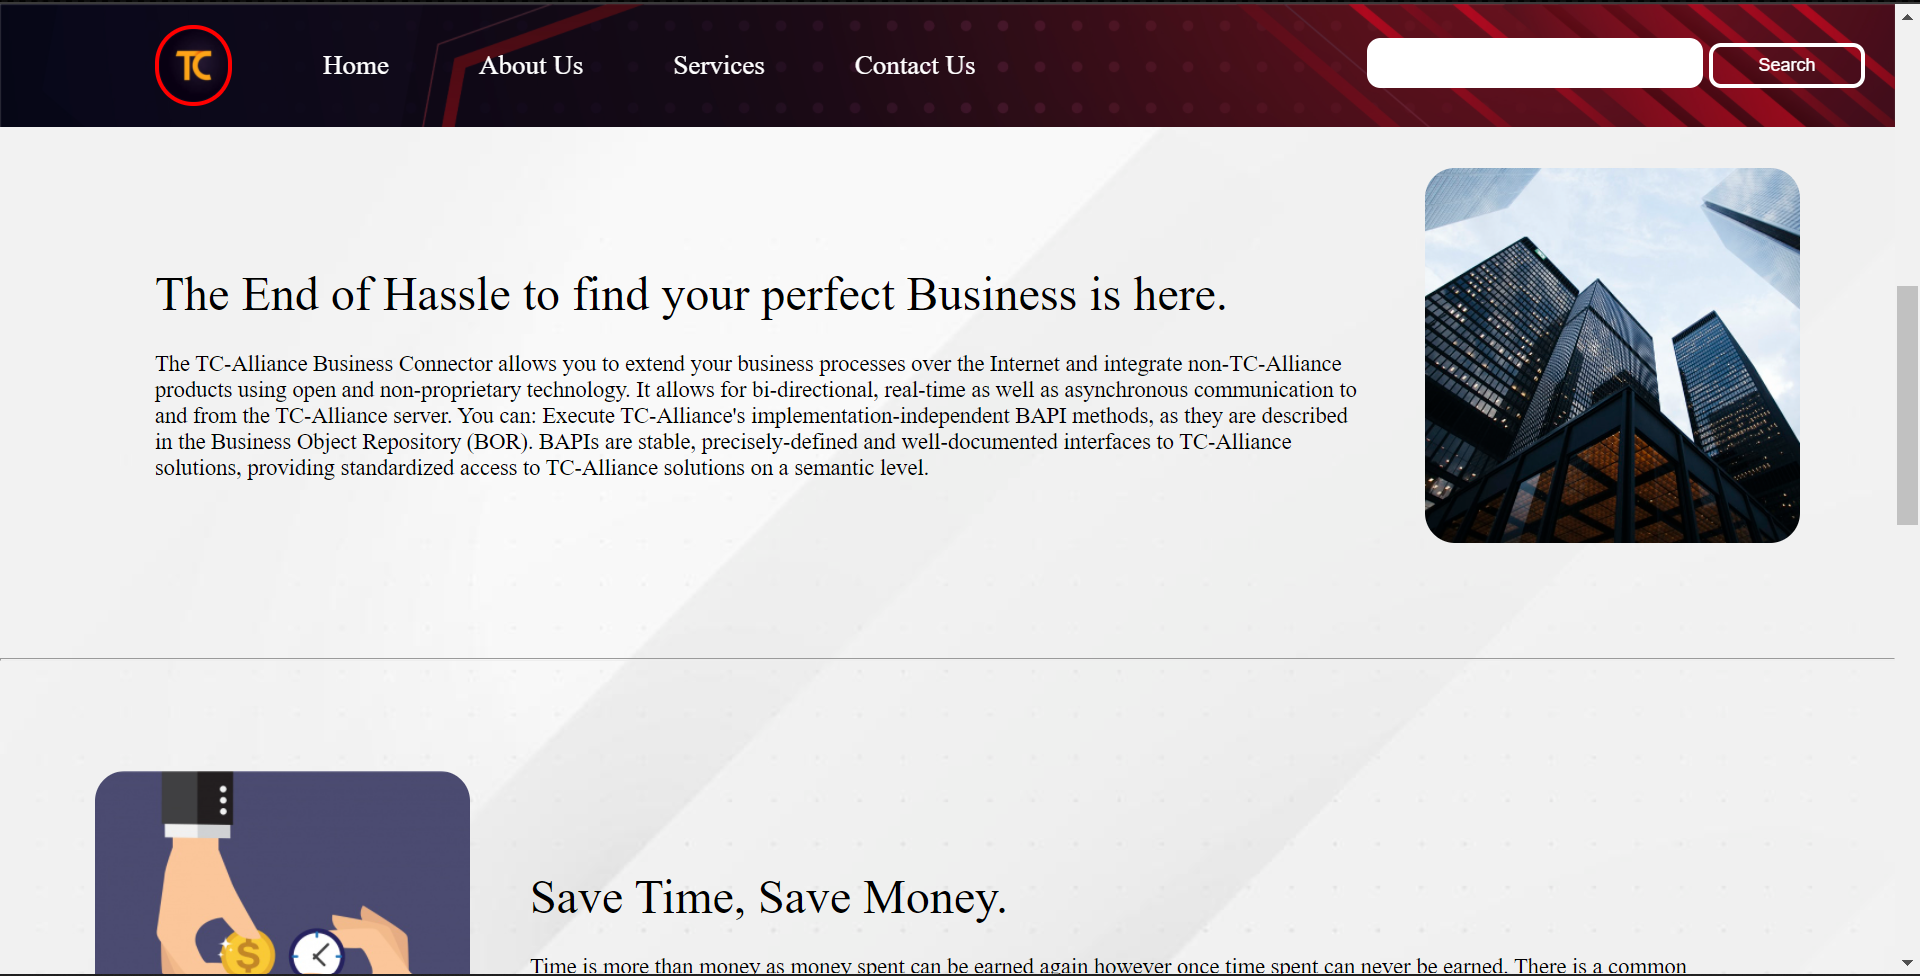 TC
Home
About Us
Services
Contact Us
Search
The End of Hassle to find your perfect Business is here.
The TC-Alliance Business Connector allows you to extend your business processes over the Internet and integrate non-TC-Alliance
products using open and non-proprietary technology. It allows for bi-directional, real-time as well as asynchronous communication to
and from the TC-Alliance server. You can: Execute TC-Alliance's implementation-independent BAPI methods, as they are described
in the Business Object Repository (BOR). BAPIs are stable, precisely-defined and well-documented interfaces to TC-Alliance
solutions, providing standardized access to TC-Alliance solutions on a semantic level.
$
Save Time, Save Money.
Time is more than money as money spent can be earned again however once time spent can never be earned. There is a common